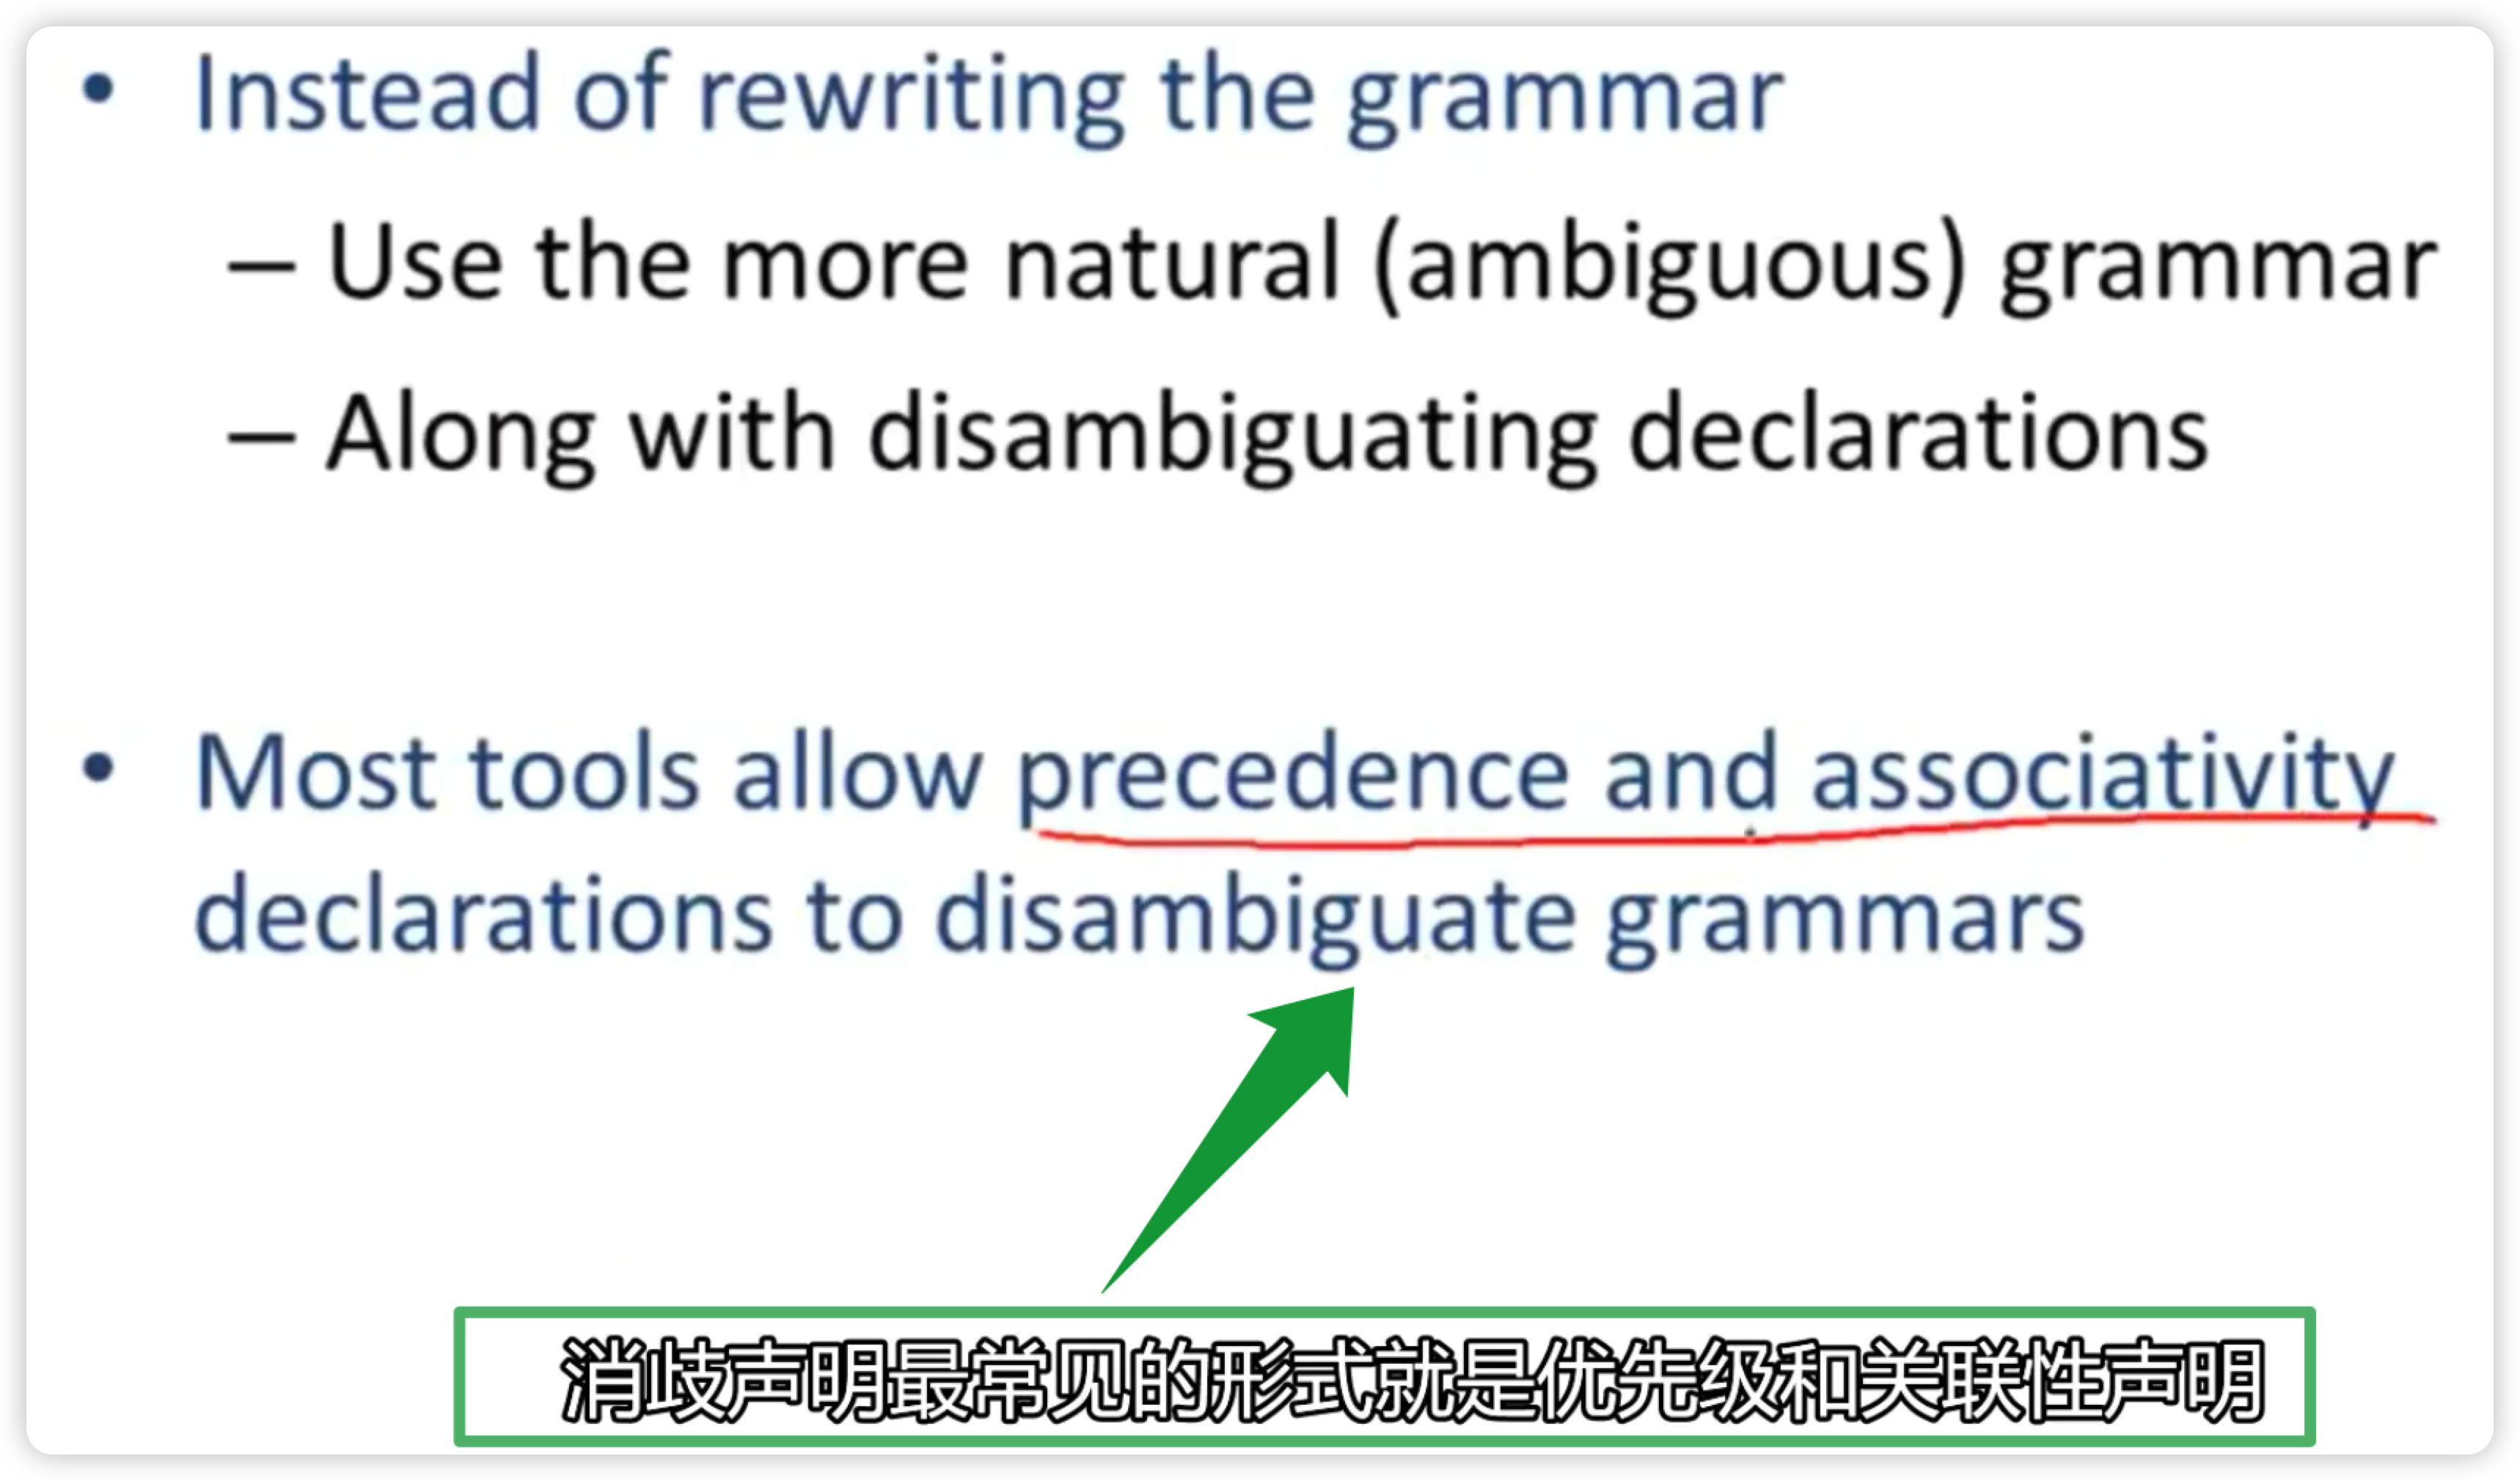 • Instead of rewriting the grammar
– Use the more natural (ambiguous) grammar
– Along with disambiguating declarations
• Most tools allow precedence and associativity
declarations to disambiguate grammars
消歧声明最常见的形式就是优先级和关联性声明